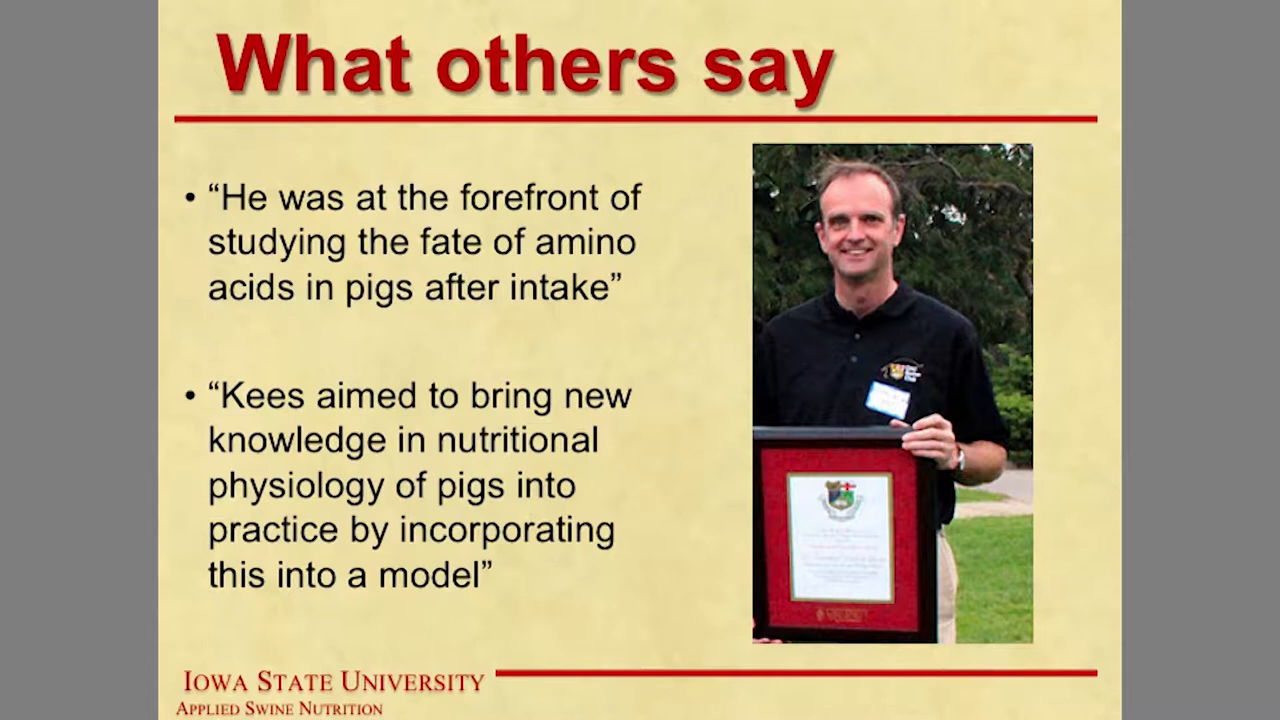 What others say
• “He was at the forefront of
studying the fate of amino
acids in pigs after intake”
• “Kees aimed to bring new
knowledge in nutritional
physiology of pigs into
practice by incorporating
this into a model”
IOWA STATE UNIVERSITY
APPLIED SWINE NUTRITION